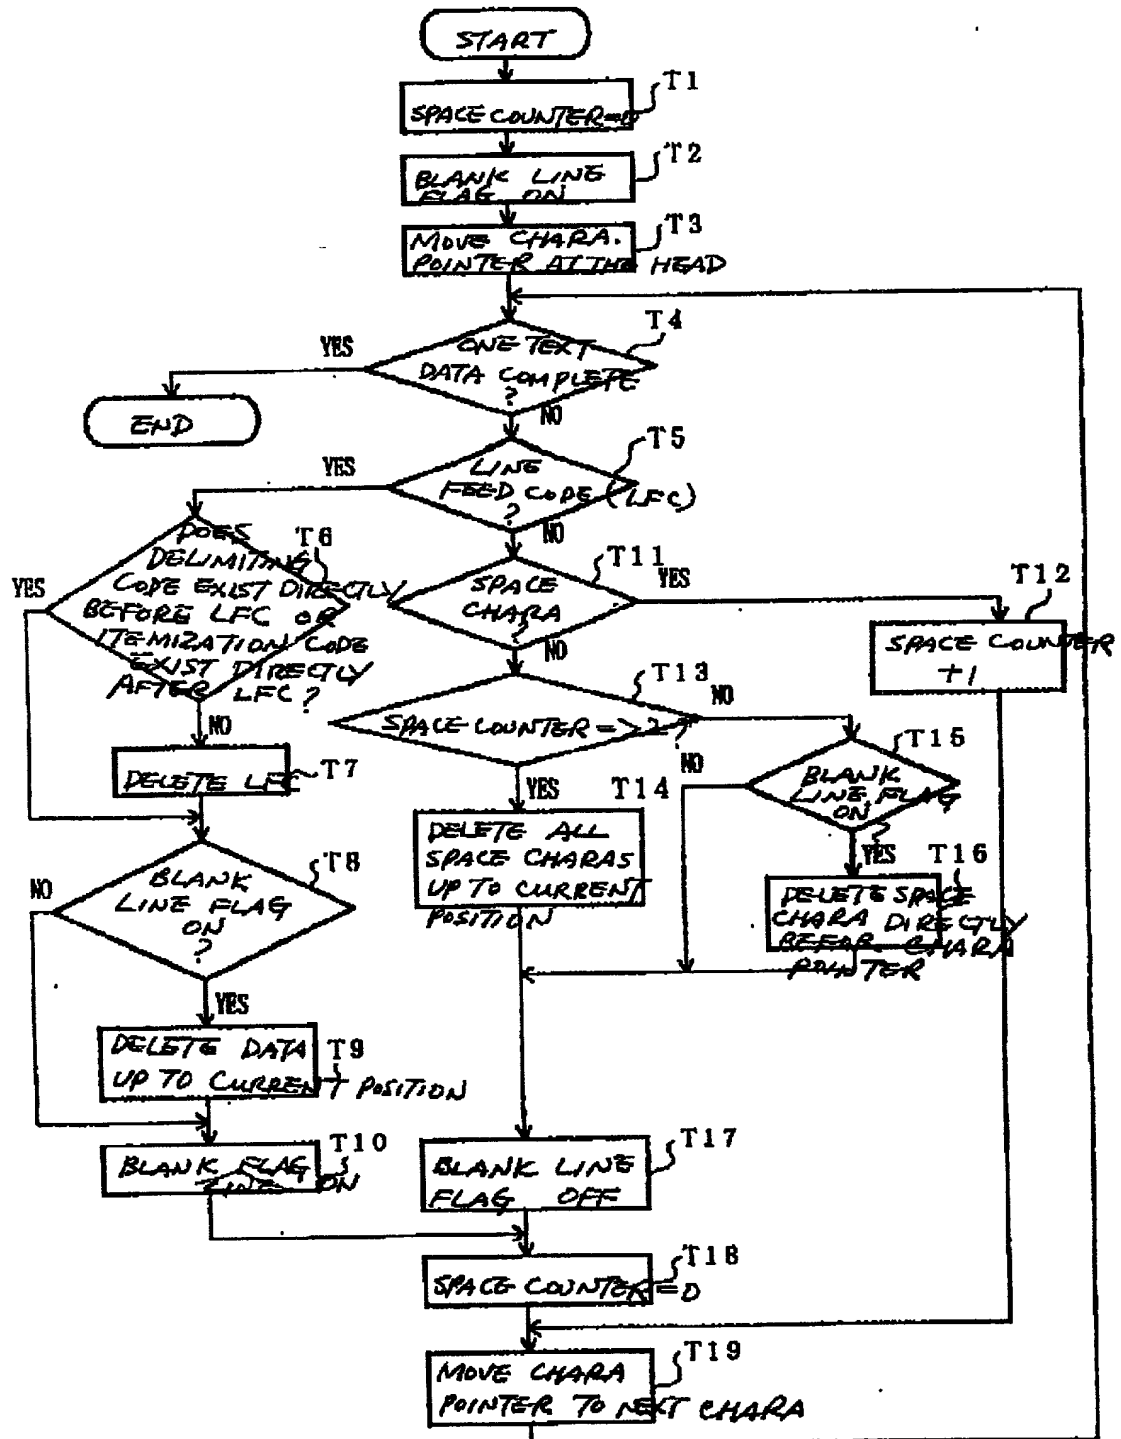 START
T1
SPACE COUNTER=0
T2
BLANK LINE
FLAG ON
T3
MOVE CHARA.
POINTER AT THE HEAD
T4
YES
ONE TEXT
DATA COMPLETE
?
NO
END
T5
YES
LINE
FEED CODE (LFC)
?
NO
T6
DOES
DELIMITING
CODE EXIST DIRECTLY
BEFORE LFC OR
ITEMIZATION CODE
EXIST DIRECTLY
AFTER LFC ?
YES
NO
T11
SPACE
CHARA
?
YES
NO
T12
SPACE COUNTER
+1
T7
DELETE LFC
T13
SPACE COUNTER => 2 ?
NO
YES
T15
BLANK
LINE FLAG
ON
?
NO
YES
T14
DELETE ALL
SPACE CHARAS
UP TO CURRENT
POSITION
T16
DELETE SPACE
CHARA DIRECTLY
BEFOR CHARA
POINTER
T8
BLANK
LINE FLAG
ON
?
NO
YES
T9
DELETE DATA
UP TO CURRENT POSITION
T10
BLANK FLAG
LINE ON
T17
BLANK LINE
FLAG OFF
T18
SPACE COUNTER=0
T19
MOVE CHARA
POINTER TO NEXT CHARA